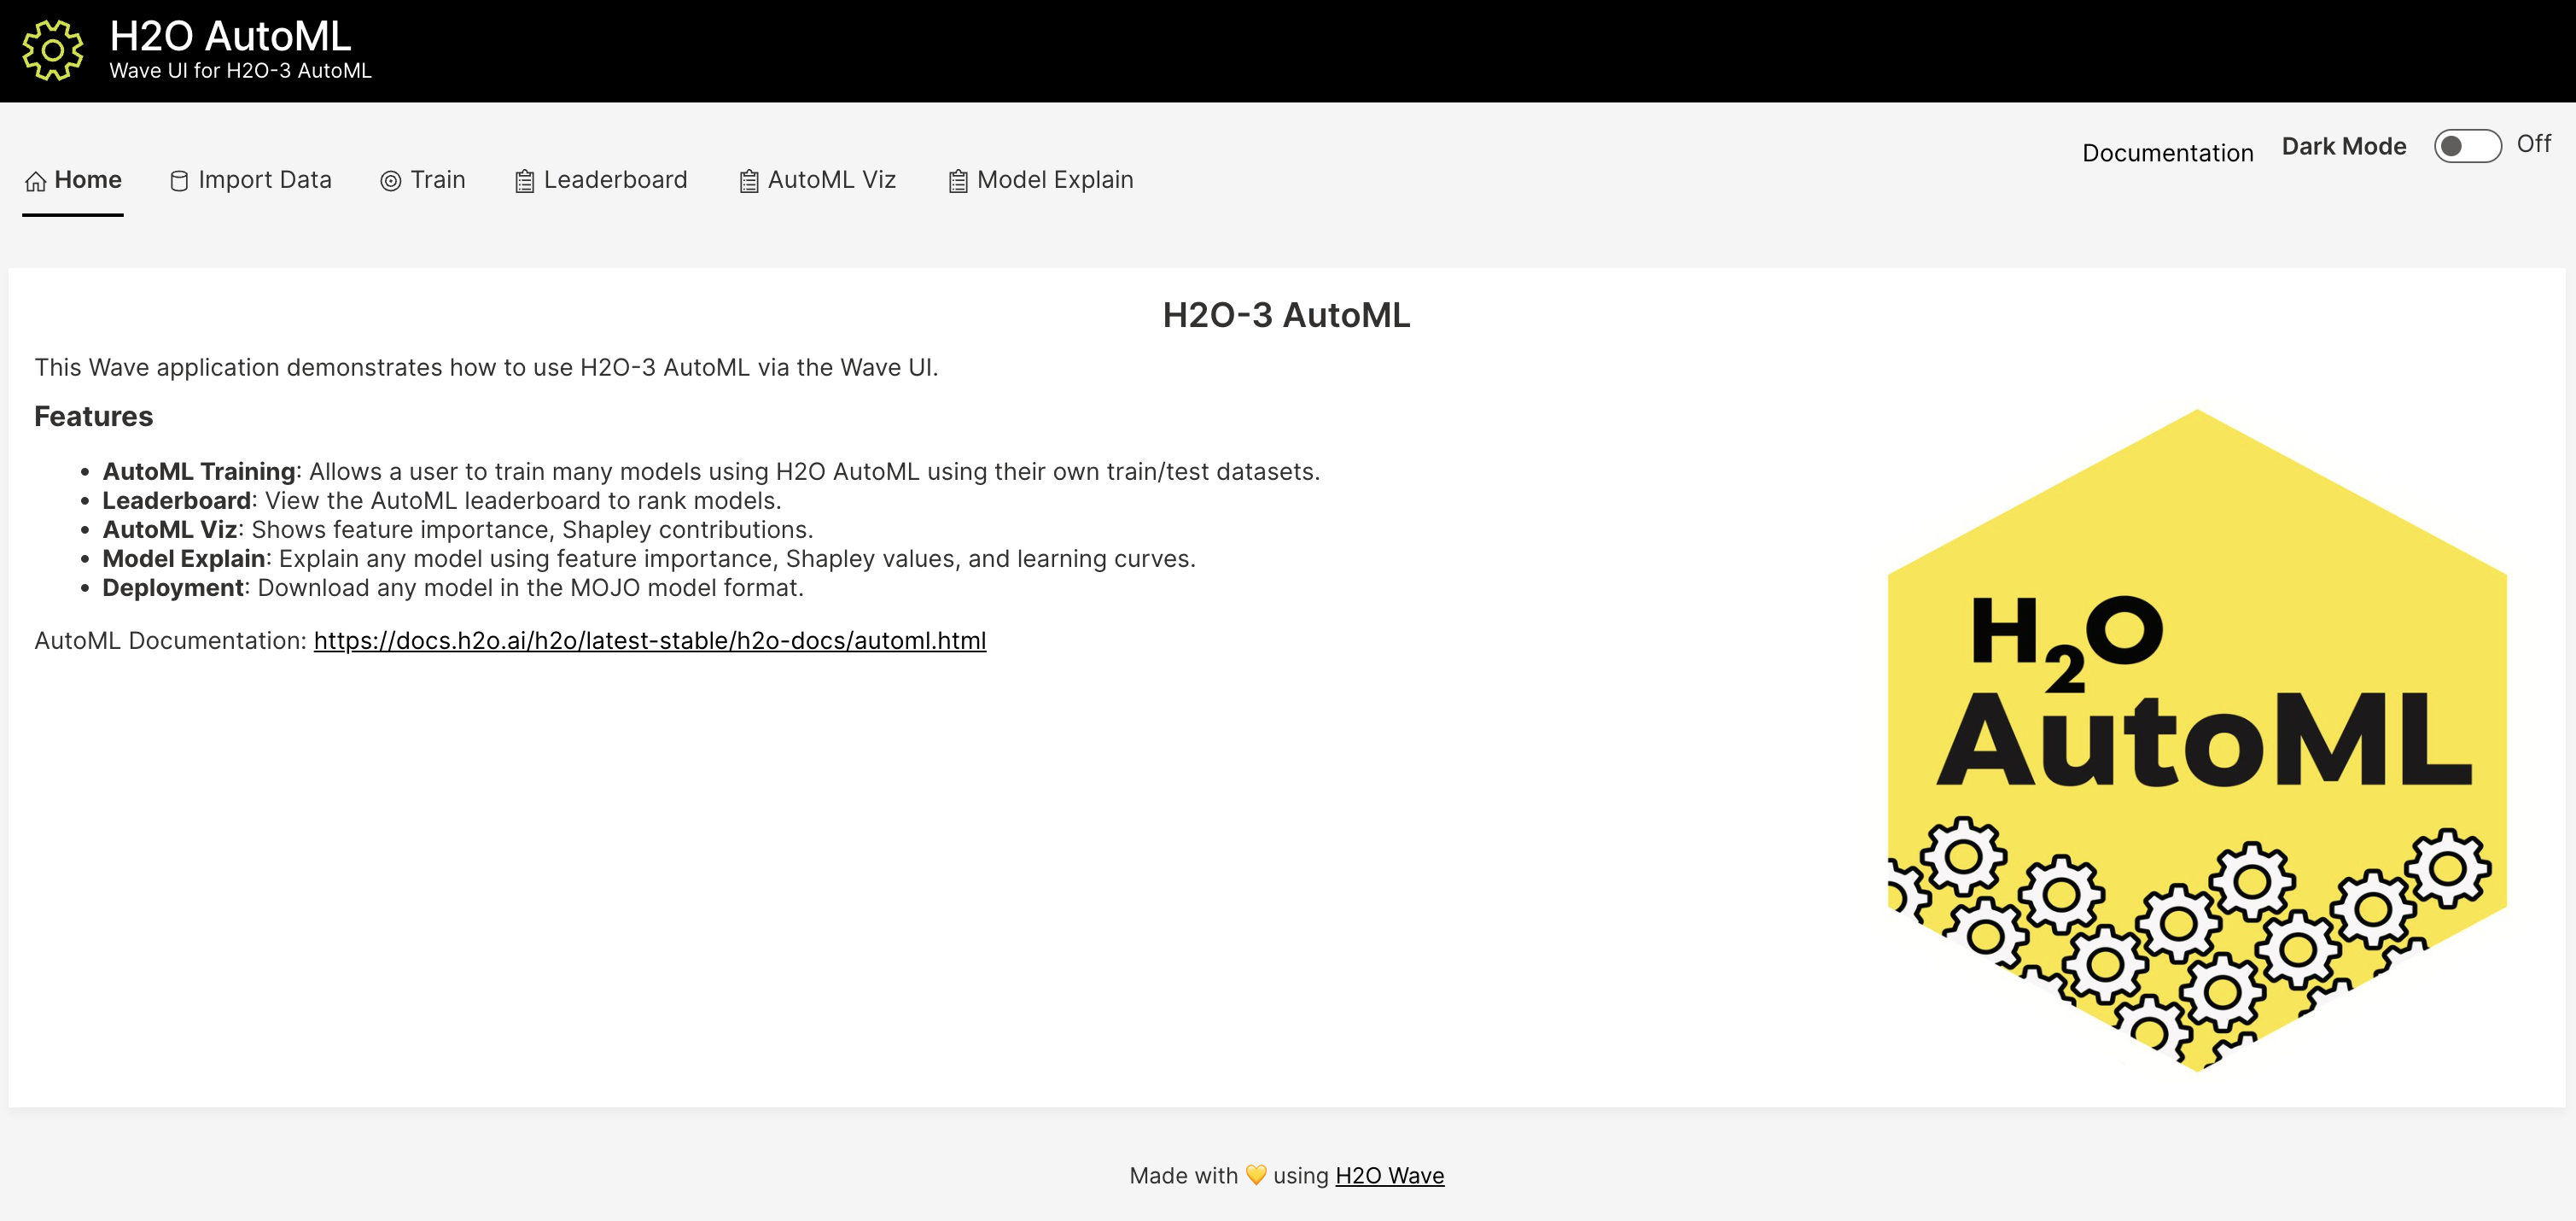 H2O AutoML
Wave UI for H2O-3 AutoML
Documentation
Dark Mode
Off
Home
Import Data
Train
Leaderboard
AutoML Viz
Model Explain
H2O-3 AutoML
This Wave application demonstrates how to use H2O-3 AutoML via the Wave UI.
Features
• AutoML Training: Allows a user to train many models using H2O AutoML using their own train/test datasets.
• Leaderboard: View the AutoML leaderboard to rank models.
• AutoML Viz: Shows feature importance, Shapley contributions.
• Model Explain: Explain any model using feature importance, Shapley values, and learning curves.
• Deployment: Download any model in the MOJO model format.
AutoML Documentation: https://docs.h2o.ai/h2o/latest-stable/h2o-docs/automl.html
H2O
AutoML
Made with 💛 using H2O Wave